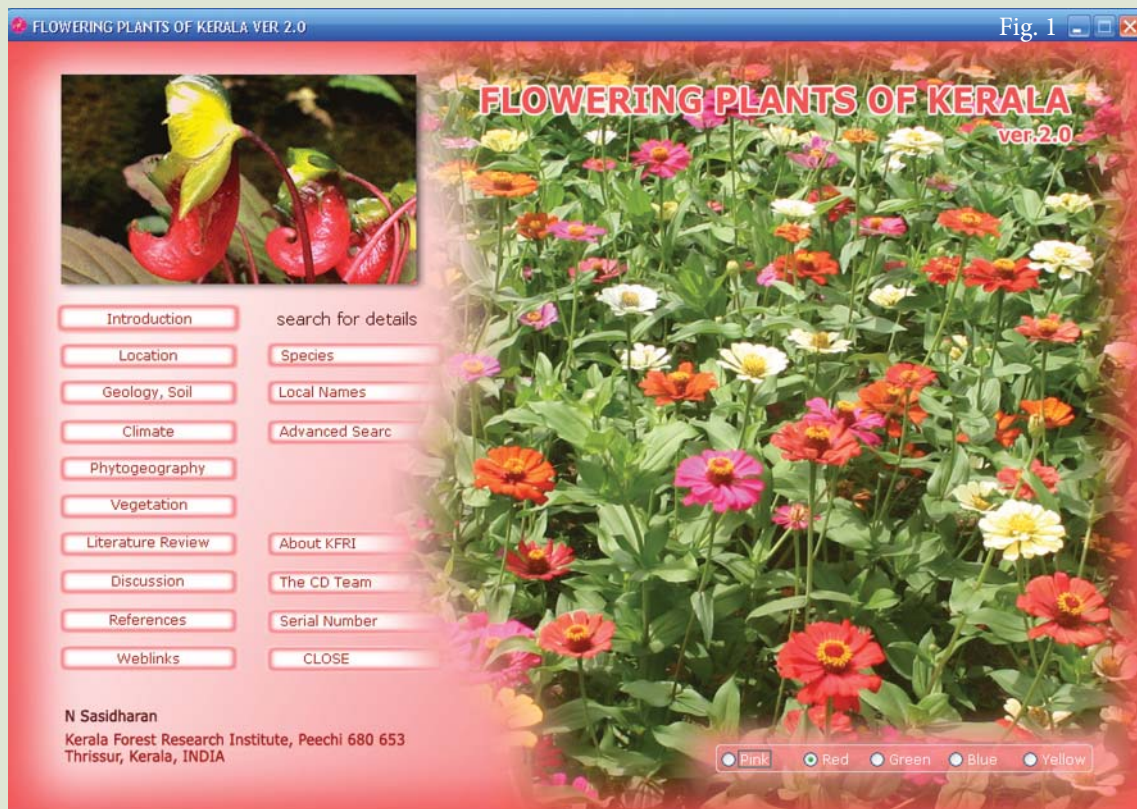 FLOWERING PLANTS OF KERALA VER 2.0
Fig. 1
FLOWERING PLANTS OF KERALA
ver.2.0
Introduction
Location
Geology, Soil
Climate
Phytogeography
Vegetation
Literature Review
Discussion
References
Weblinks
search for details
Species
Local Names
Advanced Searc
About KFRI
The CD Team
Serial Number
CLOSE
N Sasidharan
Kerala Forest Research Institute, Peechi 680 653
Thrissur, Kerala, INDIA
Pink Red Green Blue Yellow